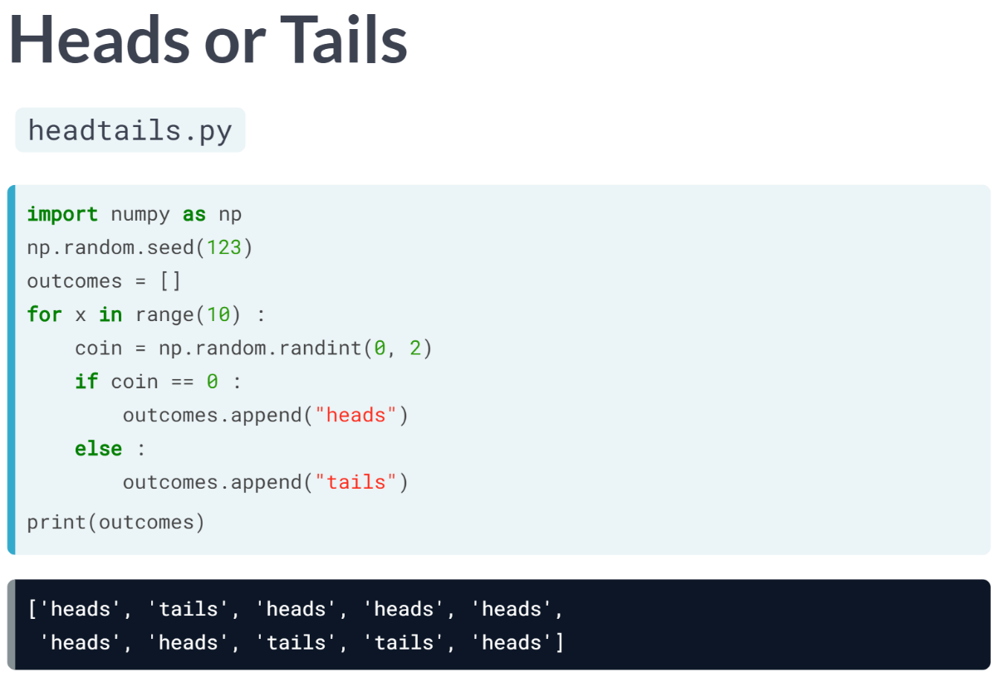 Heads or Tails
headtails.py
import numpy as np
np.random.seed(123)
outcomes = []
for x in range(10) :
    coin = np.random.randint(0, 2)
    if coin == 0 :
        outcomes.append("heads")
    else :
        outcomes.append("tails")
print(outcomes)
['heads', 'tails', 'heads', 'heads', 'heads',
 'heads', 'heads', 'tails', 'tails', 'heads']